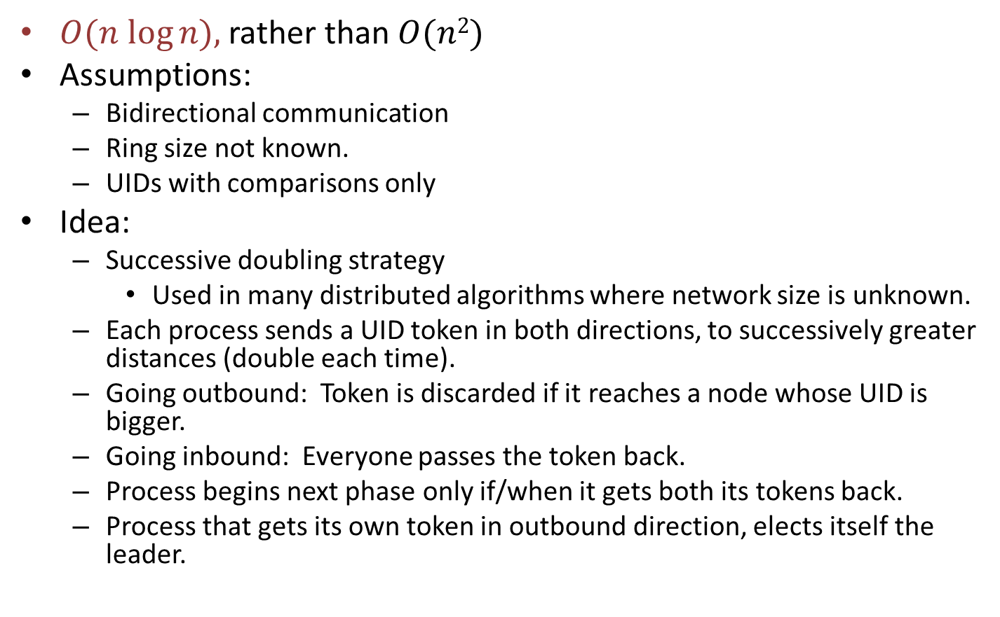 • O(n log n), rather than O(n²)
• Assumptions:
– Bidirectional communication
– Ring size not known.
– UIDs with comparisons only
• Idea:
– Successive doubling strategy
• Used in many distributed algorithms where network size is unknown.
– Each process sends a UID token in both directions, to successively greater
distances (double each time).
– Going outbound: Token is discarded if it reaches a node whose UID is
bigger.
– Going inbound: Everyone passes the token back.
– Process begins next phase only if/when it gets both its tokens back.
– Process that gets its own token in outbound direction, elects itself the
leader.